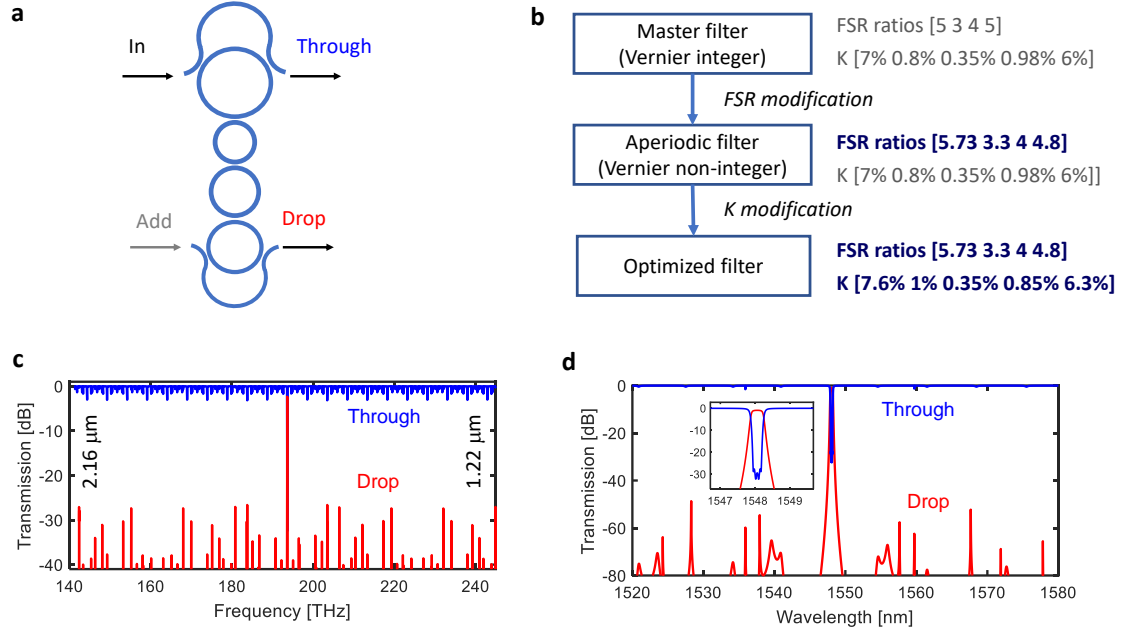 a
In
Through
Add
Drop
b
Master filter
(Vernier integer)
FSR ratios [5 3 4 5]
K [7% 0.8% 0.35% 0.98% 6%]
FSR modification
Aperiodic filter
(Vernier non-integer)
FSR ratios [5.73 3.3 4 4.8]
K [7% 0.8% 0.35% 0.98% 6%]]
K modification
Optimized filter
FSR ratios [5.73 3.3 4 4.8]
K [7.6% 1% 0.35% 0.85% 6.3%]
c
Transmission [dB]
0
-10
-20
-30
-40
2.16 μm
Through
Drop
1.22 μm
140 160 180 200 220 240
Frequency [THz]
d
Transmission [dB]
0
-20
-40
-60
-80
0
-10
-20
-30
1547 1548 1549
Through
Drop
1520 1530 1540 1550 1560 1570 1580
Wavelength [nm]